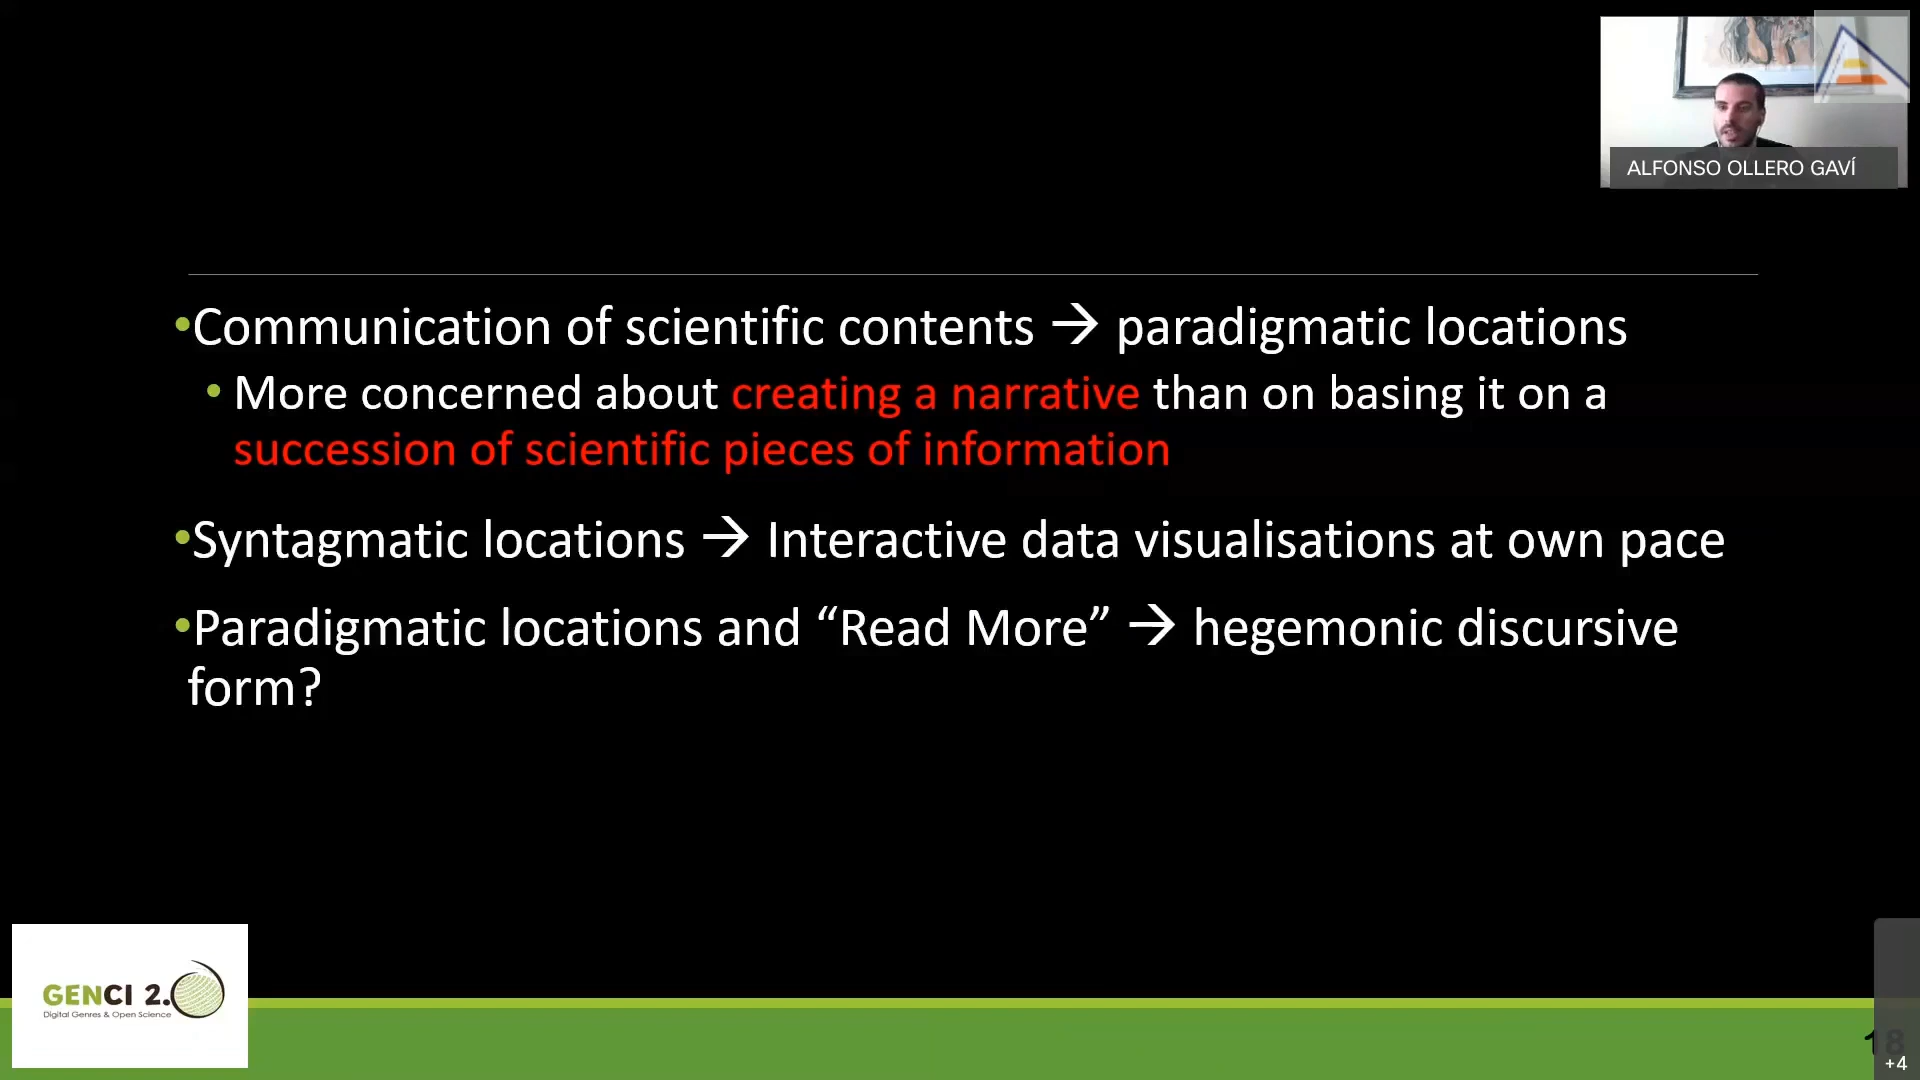 ALFONSO OLLERO GAVÍ
•Communication of scientific contents → paradigmatic locations
• More concerned about creating a narrative than on basing it on a
succession of scientific pieces of information
•Syntagmatic locations → Interactive data visualisations at own pace
•Paradigmatic locations and “Read More” → hegemonic discursive
form?
GENCI 2.0
Digital Genres & Open Science
18
+4